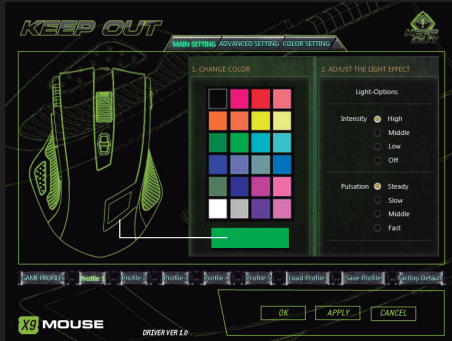 KEEP OUT
KEEP OUT
MAIN SETTING ADVANCED SETTING COLOR SETTING
1. CHANGE COLOR
2. ADJUST THE LIGHT EFFECT
Light-Options
Intensity High
Middle
Low
Off
Pulsation Steady
Slow
Middle
Fast
GAME PROFILES Profile 1 Profile 2 Profile 3 Profile 4 Profile 5 Load Profile Save Profile Factory Default
OK APPLY CANCEL
X9 MOUSE
DRIVER VER 1.0